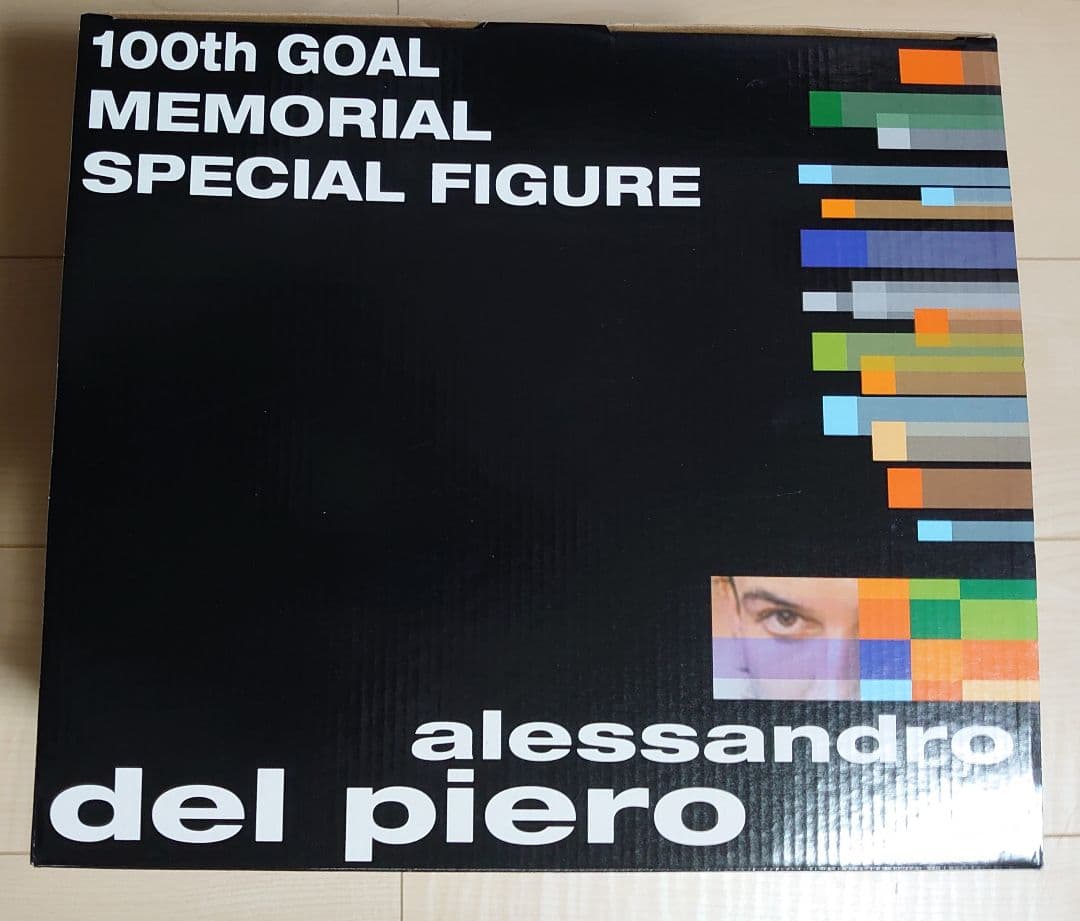 100th GOAL
MEMORIAL
SPECIAL FIGURE
alessandro
del piero